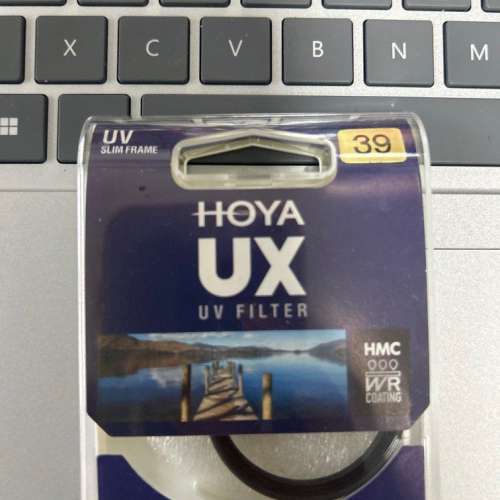 X C V B N M
UV
SLIM FRAME
39
HOYA
UX
UV FILTER
HMC
WR
COATING